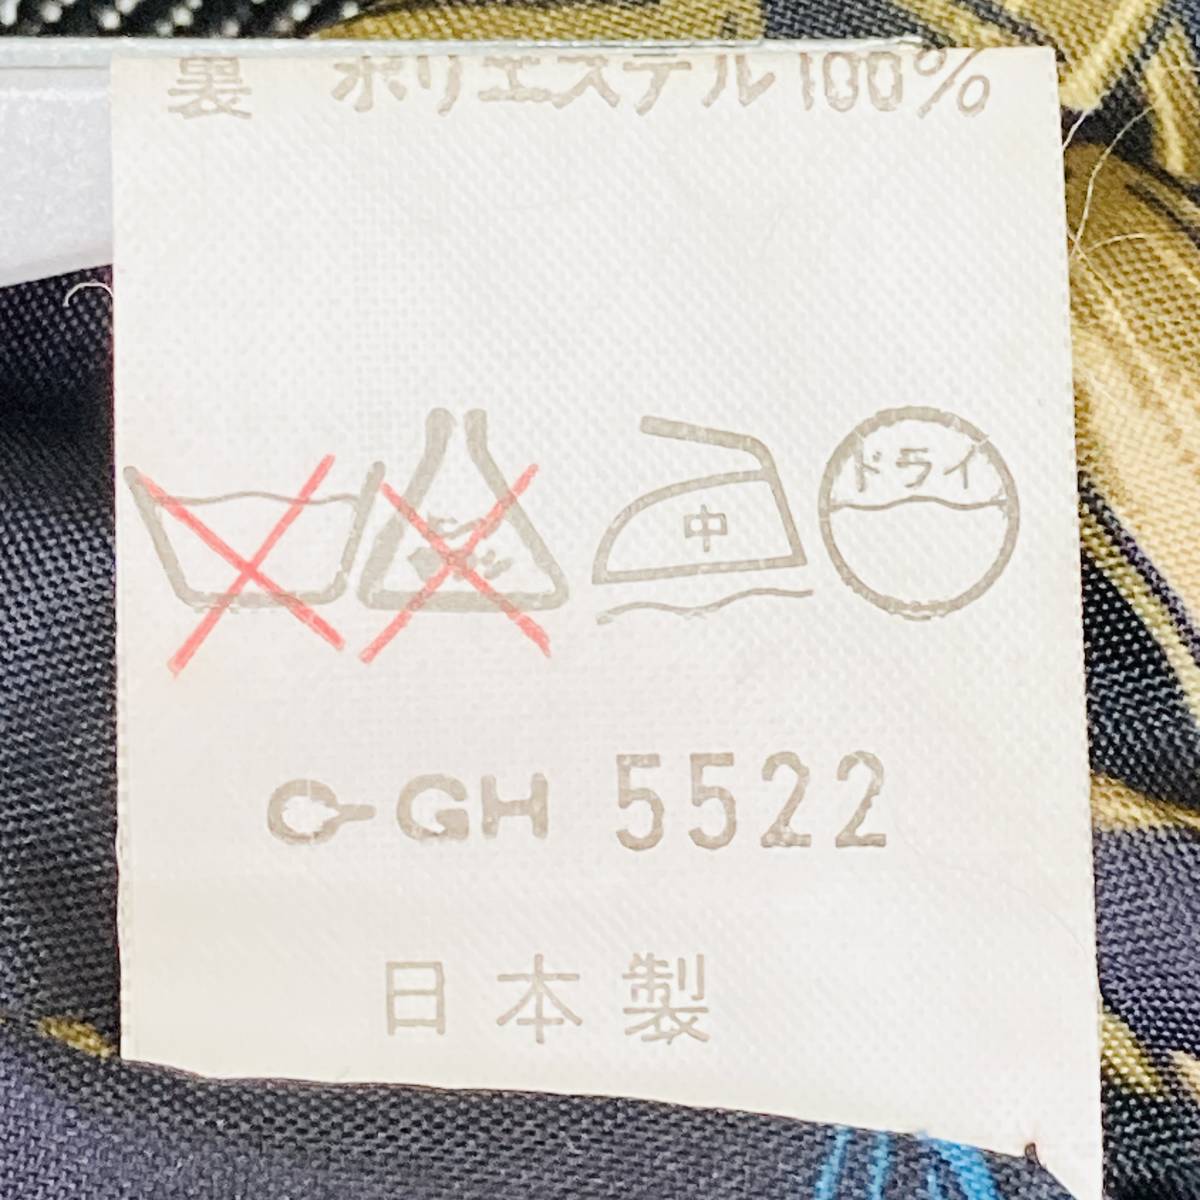 裏 ポリエステル100%
中 ドライ
O-GH 5522
日本製